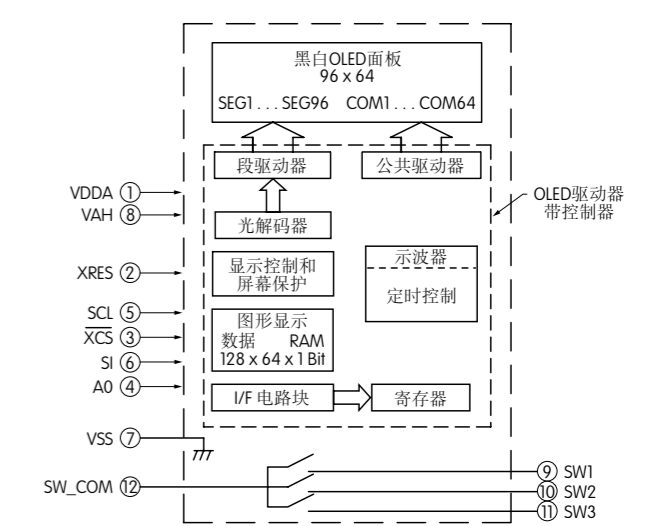 黑白OLED面板
96 x 64
SEG1 . . . SEG96 COM1 . . . COM64
段驱动器
公共驱动器
VDDA ①
VAH ⑧
OLED驱动器
带控制器
光解码器
XRES ②
显示控制和
屏幕保护
示波器
定时控制
SCL ⑤
XCS ③
SI ⑥
A0 ④
图形显示
数据 RAM
128 x 64 x 1 Bit
I/F 电路块
寄存器
VSS ⑦
SW_COM ⑫
⑨ SW1
⑩ SW2
⑪ SW3